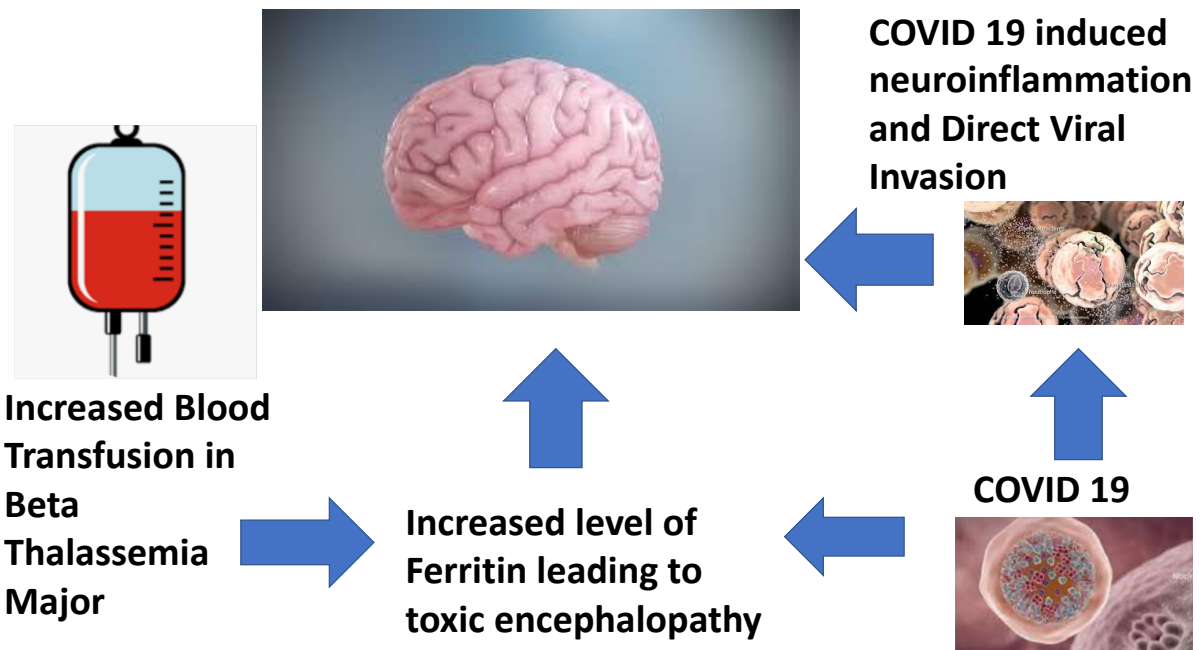 COVID 19 induced
neuroinflammation
and Direct Viral
Invasion
Increased Blood
Transfusion in
Beta
Thalassemia
Major
Increased level of
Ferritin leading to
toxic encephalopathy
COVID 19